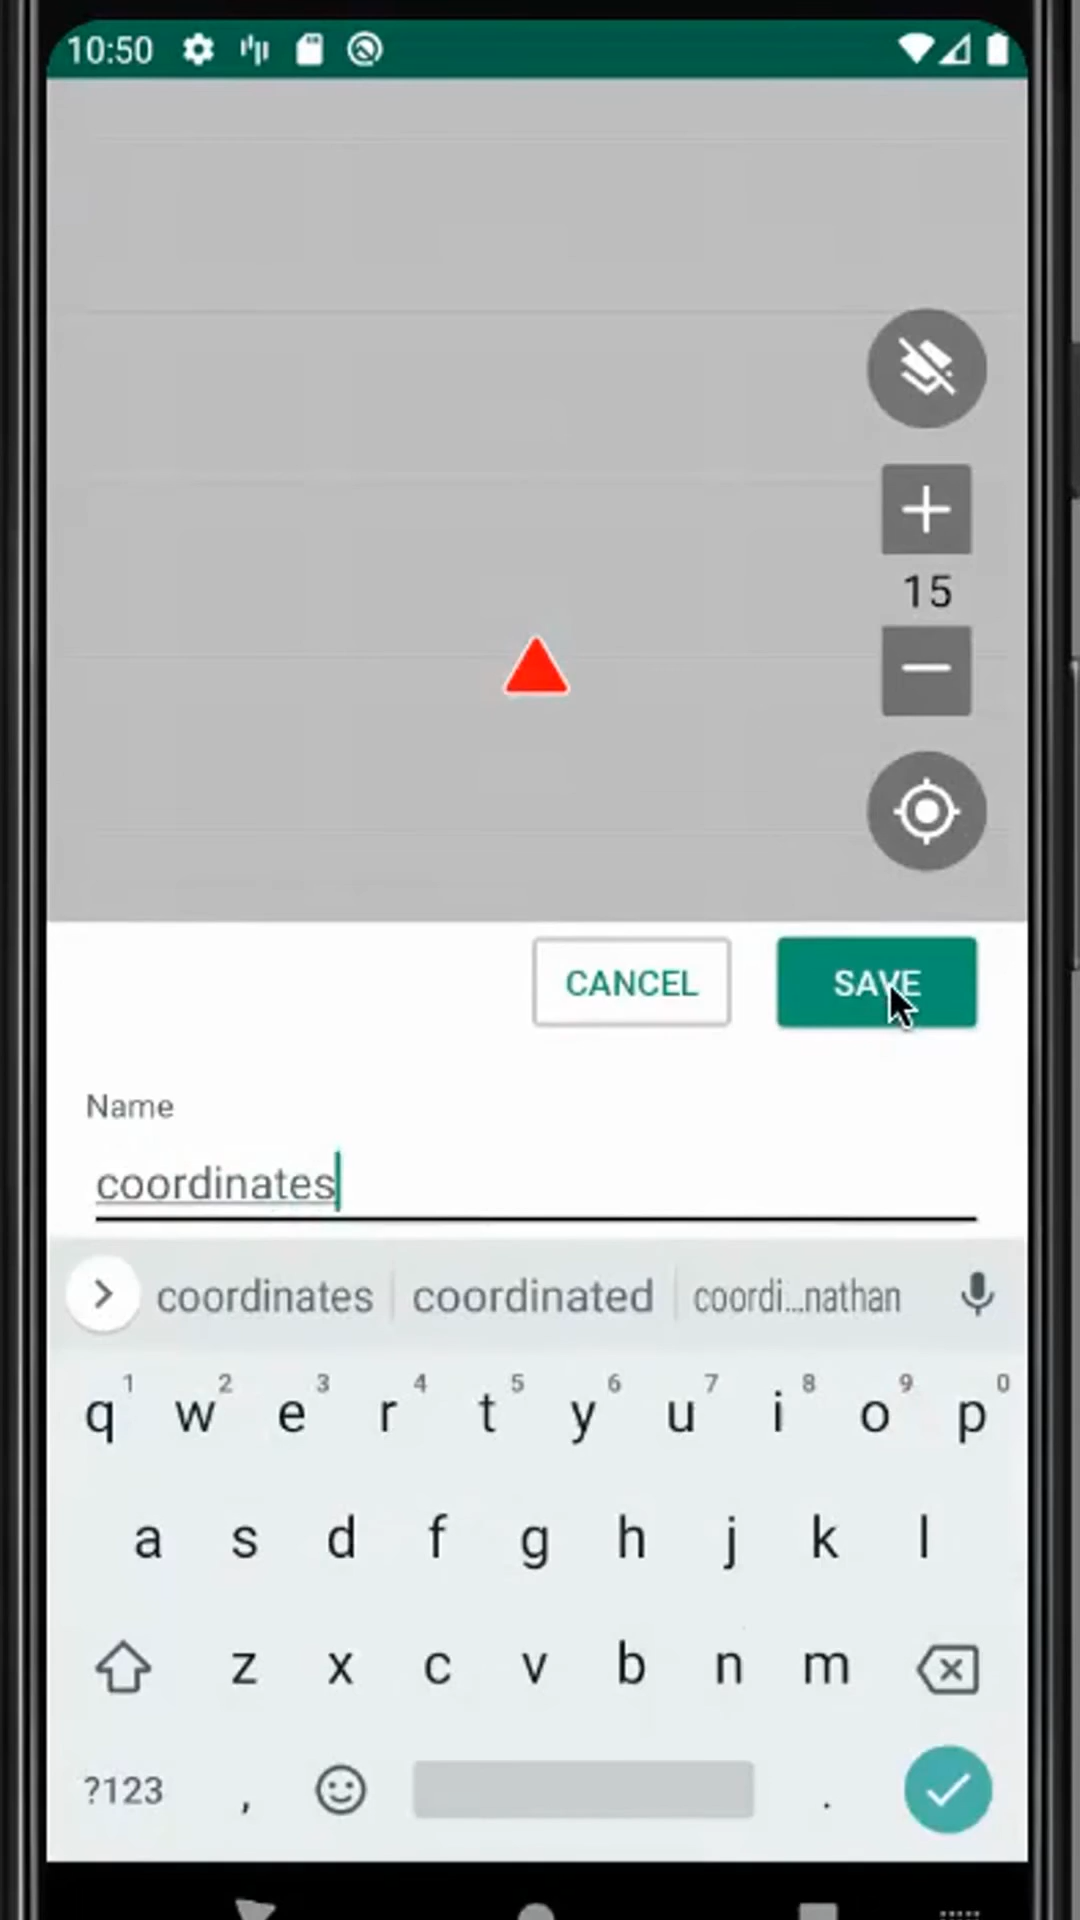 10:50
15
CANCEL
SAVE
Name
coordinates
coordinates coordinated coordi...nathan
1 2 3 4 5 6 7 8 9 0
q w e r t y u i o p
a s d f g h j k l
z x c v b n m
?123 , .